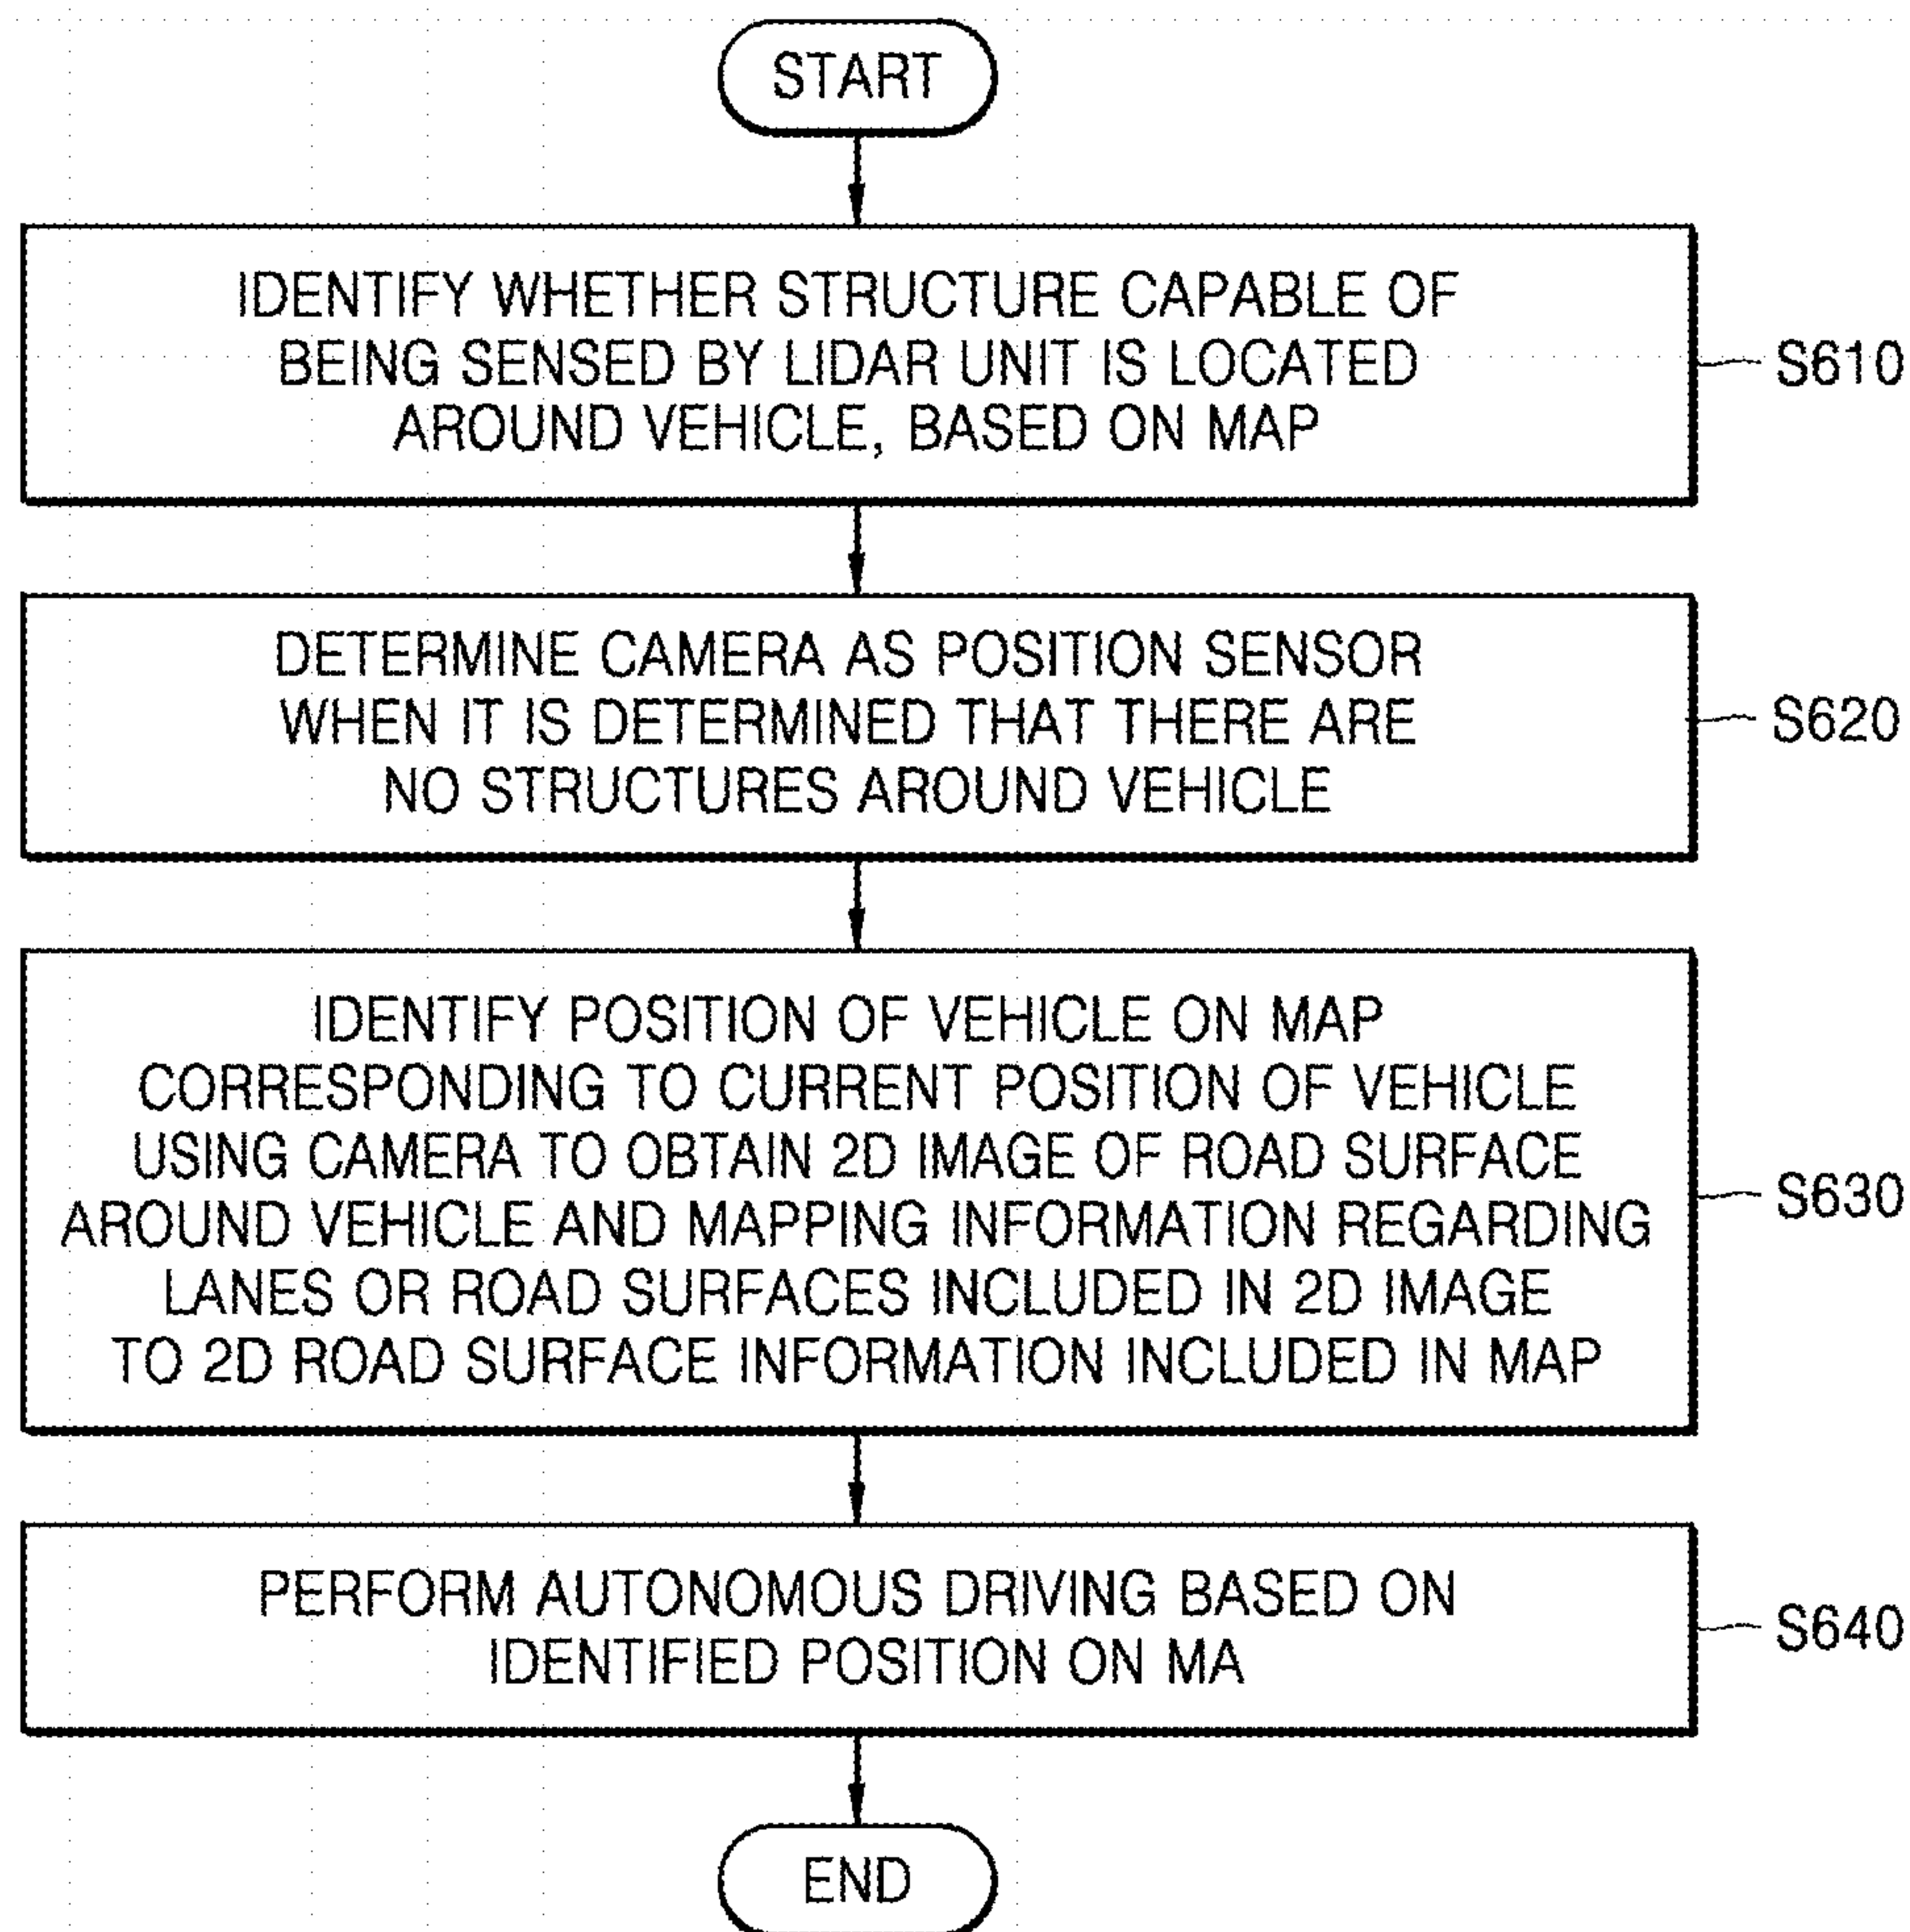 START
IDENTIFY WHETHER STRUCTURE CAPABLE OF
BEING SENSED BY LIDAR UNIT IS LOCATED
AROUND VEHICLE, BASED ON MAP
S610
DETERMINE CAMERA AS POSITION SENSOR
WHEN IT IS DETERMINED THAT THERE ARE
NO STRUCTURES AROUND VEHICLE
S620
IDENTIFY POSITION OF VEHICLE ON MAP
CORRESPONDING TO CURRENT POSITION OF VEHICLE
USING CAMERA TO OBTAIN 2D IMAGE OF ROAD SURFACE
AROUND VEHICLE AND MAPPING INFORMATION REGARDING
LANES OR ROAD SURFACES INCLUDED IN 2D IMAGE
TO 2D ROAD SURFACE INFORMATION INCLUDED IN MAP
S630
PERFORM AUTONOMOUS DRIVING BASED ON
IDENTIFIED POSITION ON MA
S640
END